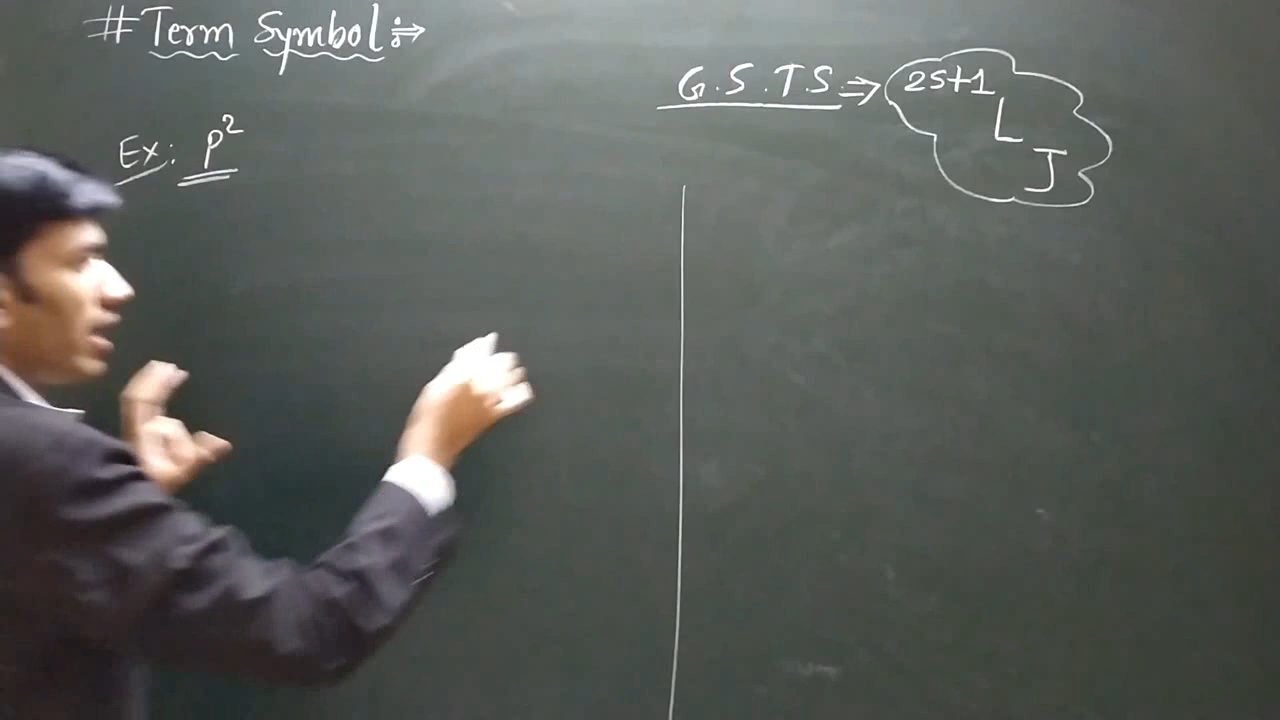 # Term Symbol :⇒
G.S.T.S. ⇒ 2S+1
L
J
Ex: p²